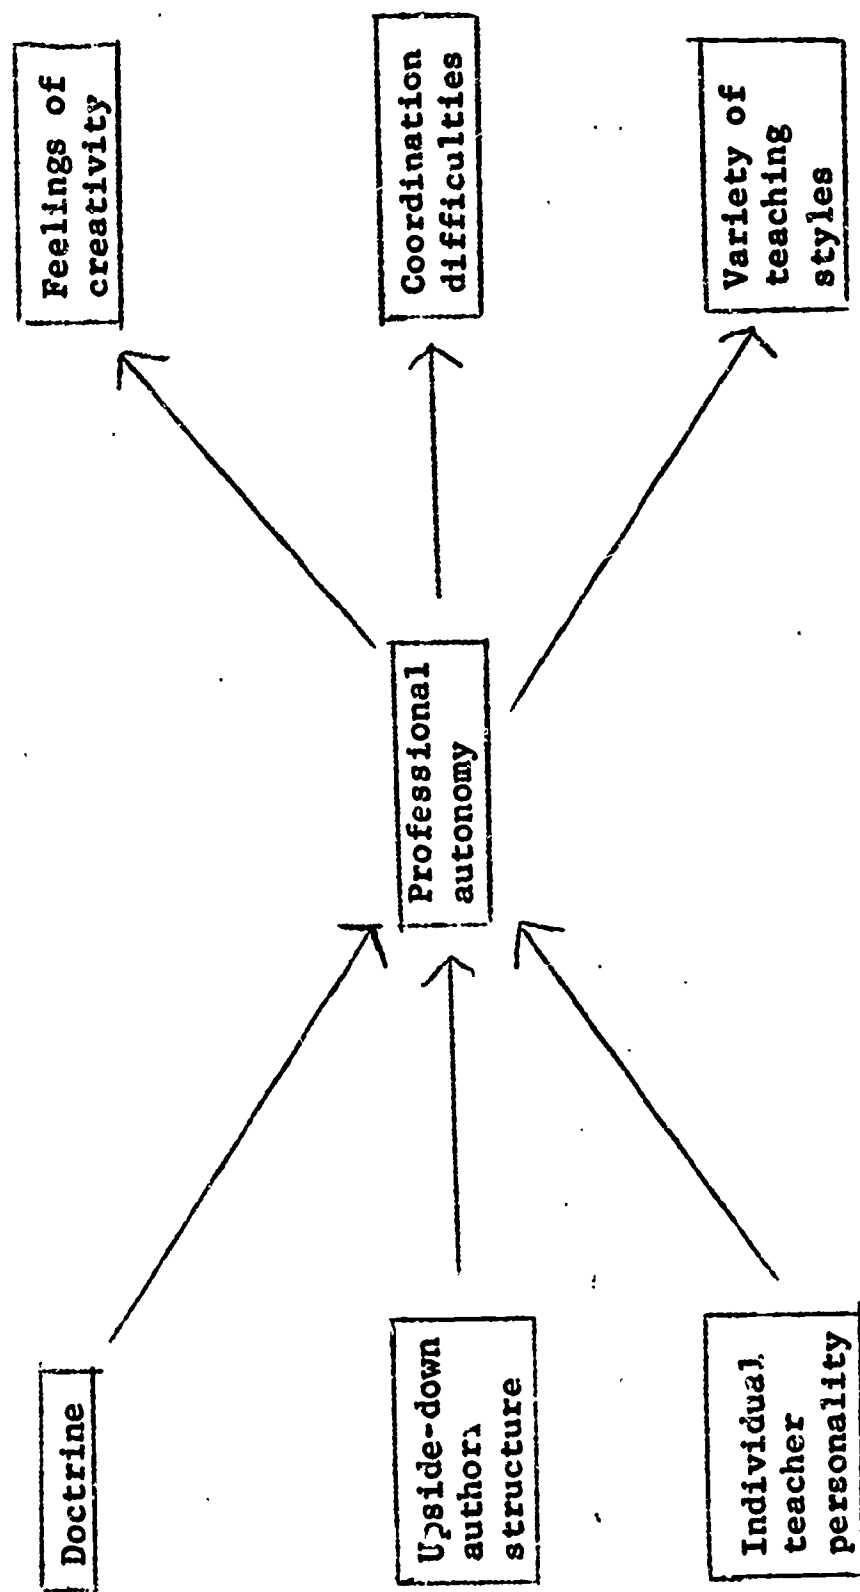 Doctrine
Upside-down
structure
Individual
teacher
personality
Professional
autonomy
Feelings of
creativity
Coordination
difficulties
Variety of
teaching
styles